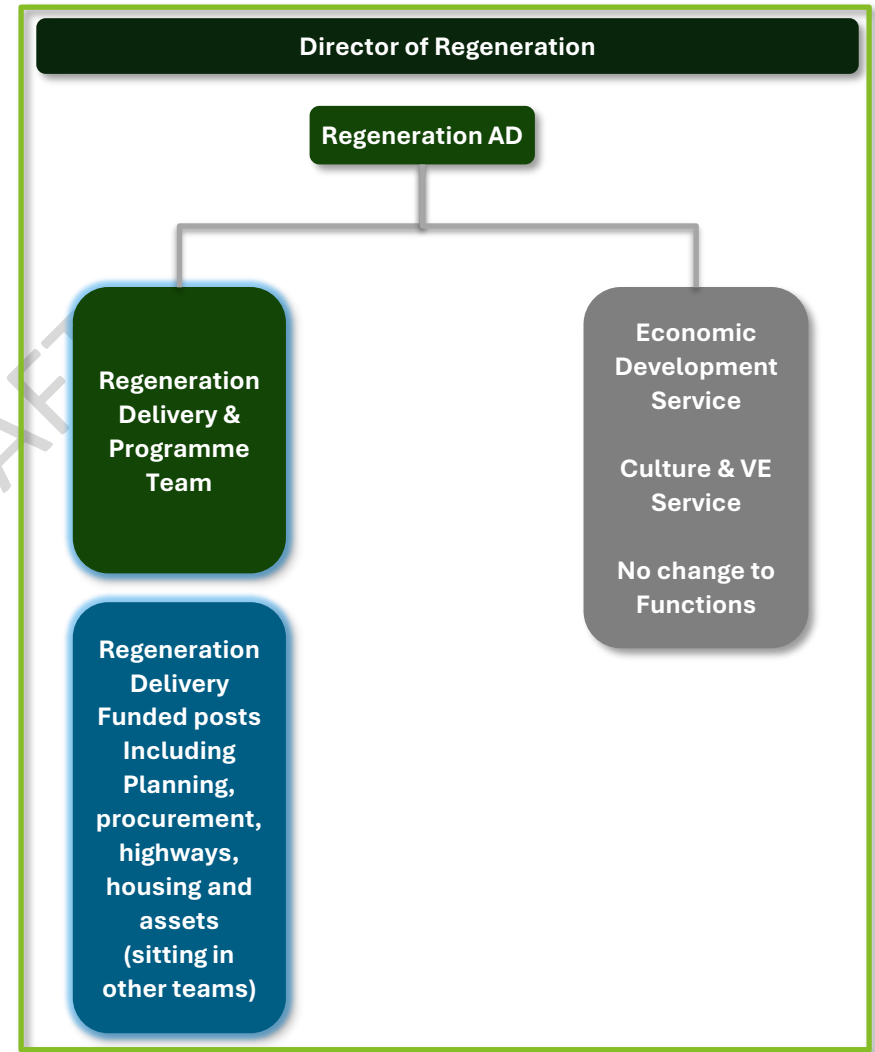 Director of Regeneration
Regeneration AD
Regeneration
Delivery &
Programme
Team
Economic
Development
Service
Culture & VE
Service
No change to
Functions
Regeneration
Delivery
Funded posts
Including
Planning,
procurement,
highways,
housing and
assets
(sitting in
other teams)